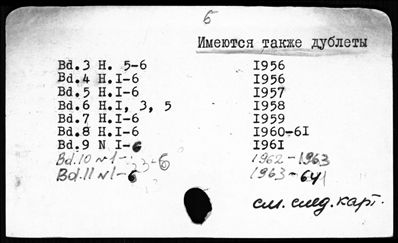 6
Имеются также дублеты
Bd.3 H. 5-6 1956
Bd.4 H.I-6 1956
Bd.5 H.I-6 1957
Bd.6 H.I, 3, 5 1958
Bd.7 H.I-6 1959
Bd.8 H.I-6 1960-61
Bd.9 N I-6 1961
Bd.10 N1- 1962-1963
Bd.11 N1-6 1963-64
см. след. карт.